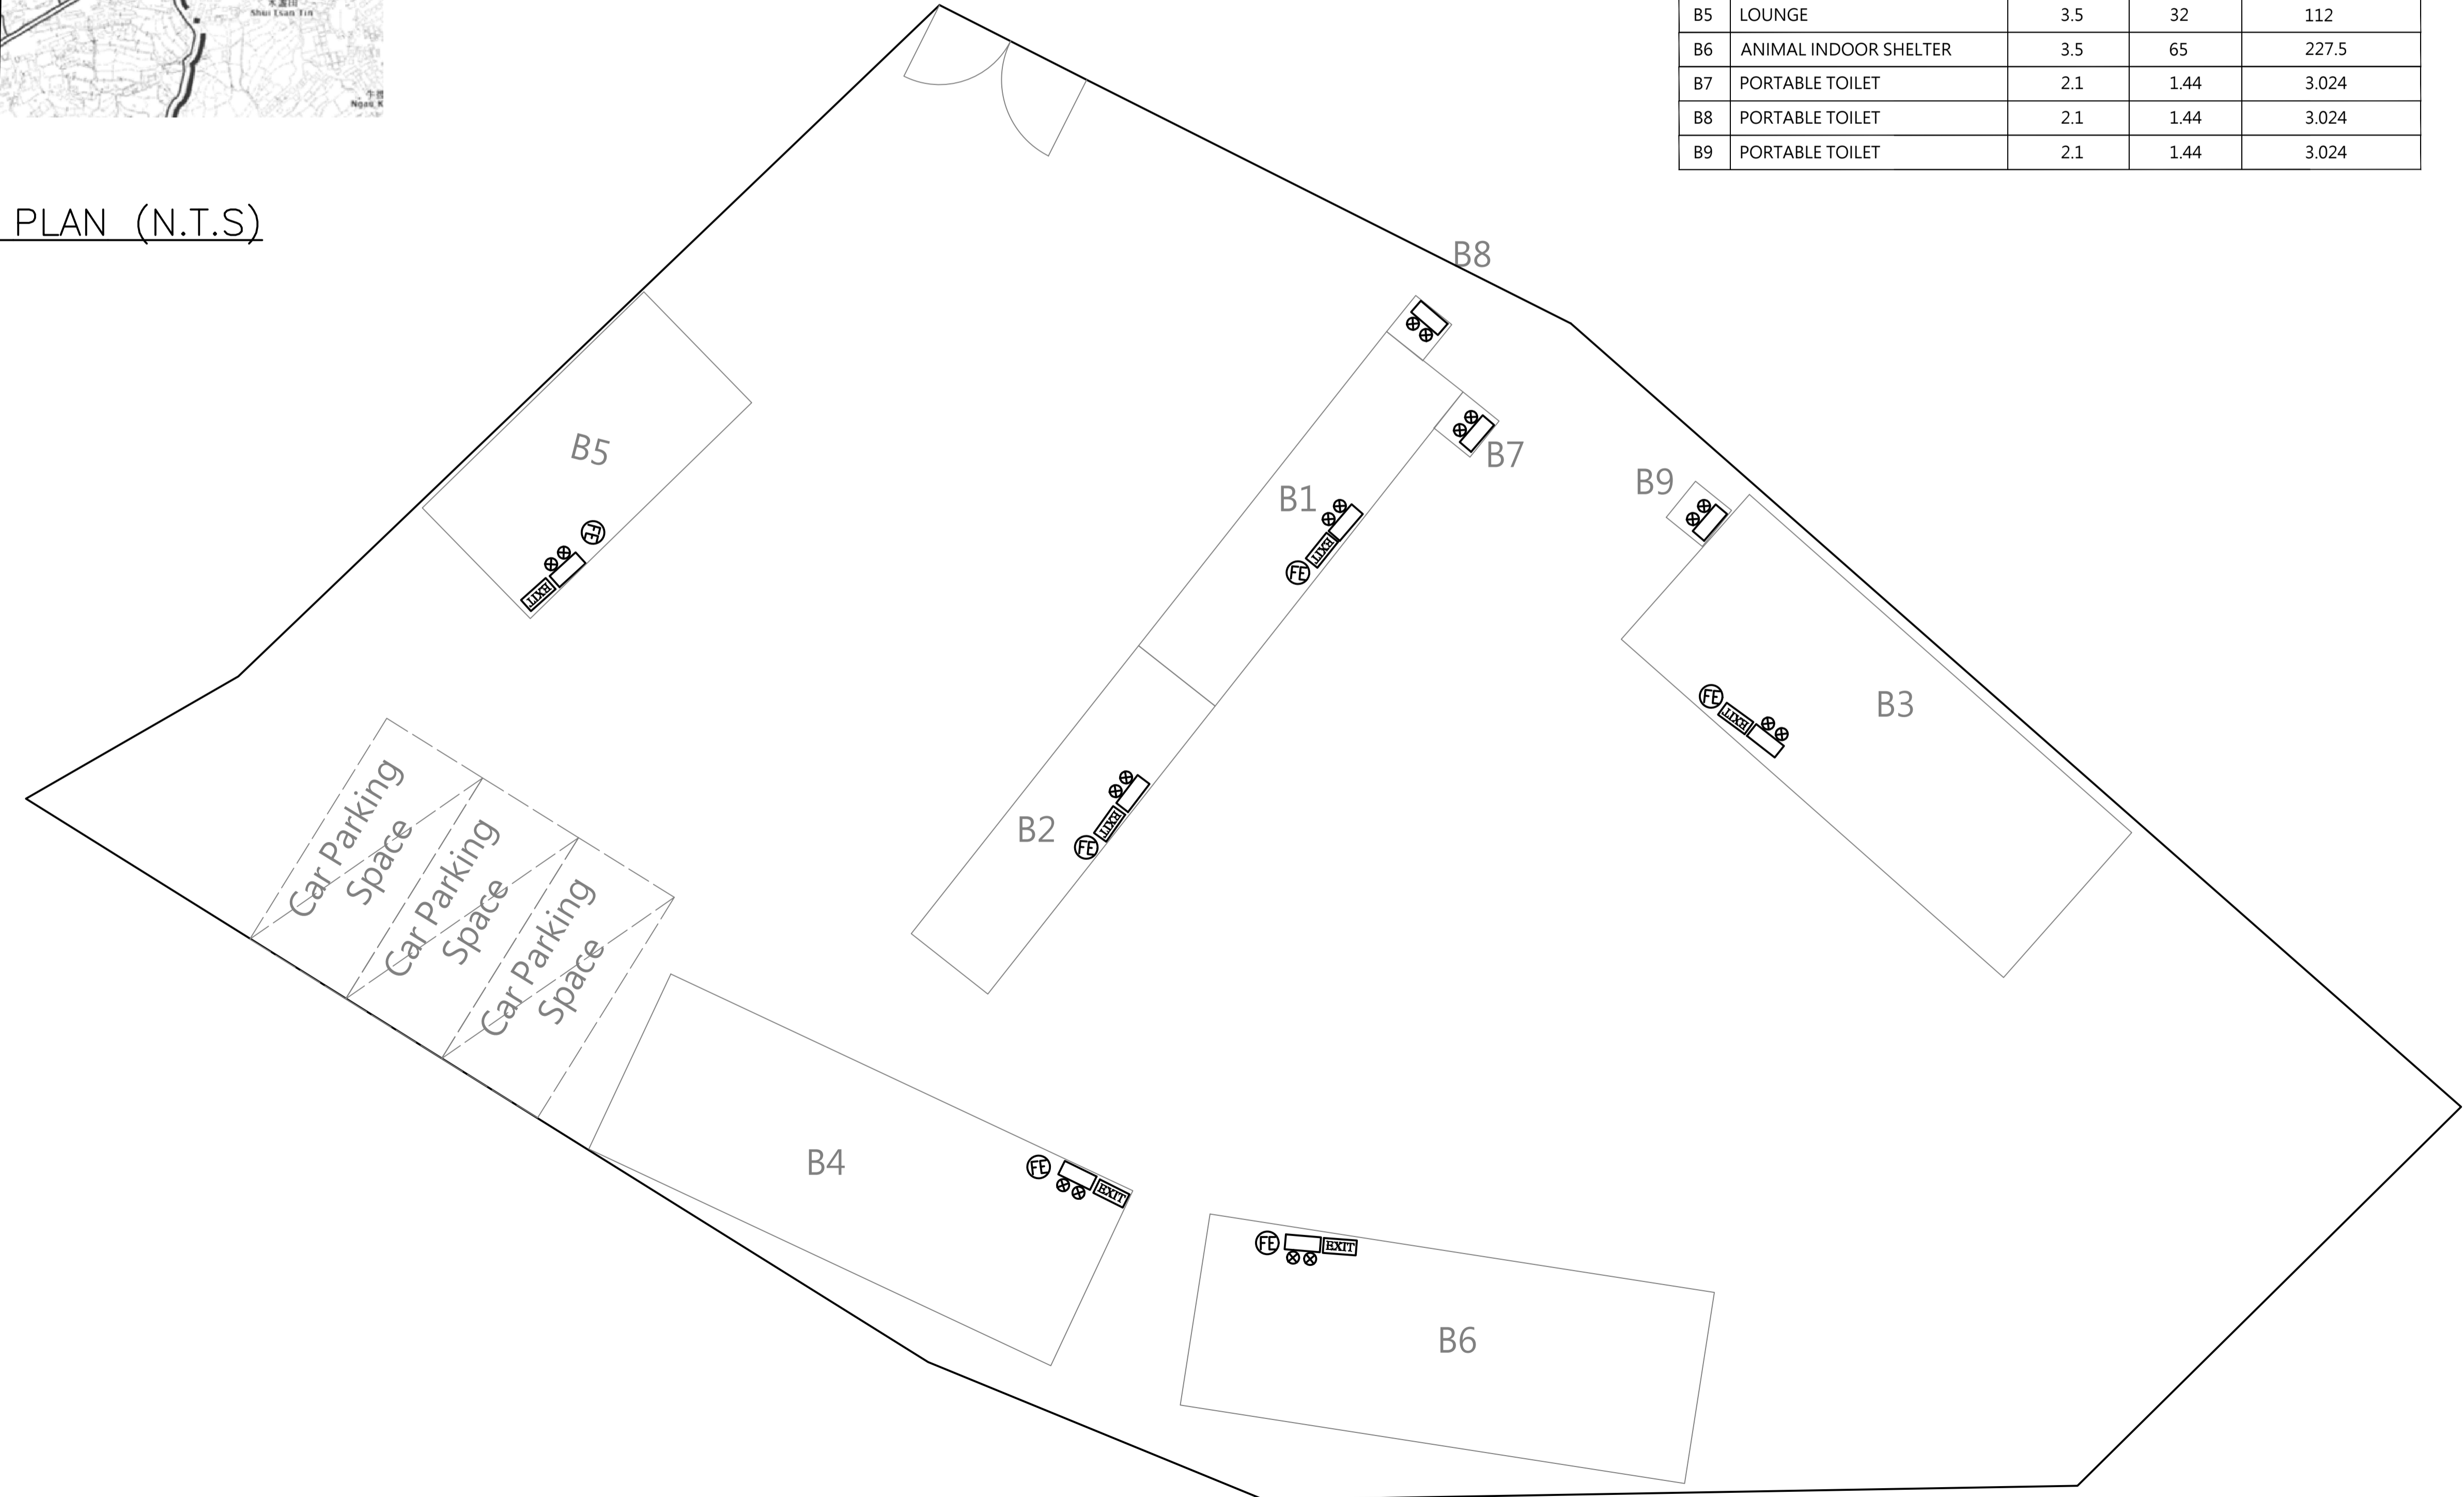 Shui Tsan Tin
PLAN (N.T.S)
B5 LOUNGE 3.5 32 112
B6 ANIMAL INDOOR SHELTER 3.5 65 227.5
B7 PORTABLE TOILET 2.1 1.44 3.024
B8 PORTABLE TOILET 2.1 1.44 3.024
B9 PORTABLE TOILET 2.1 1.44 3.024
B8
B5
FE
EXIT
B7
B1
EXIT
FE
B9
B3
FE
EXIT
B2
EXIT
FE
Car Parking
Space
Car Parking
Space
Car Parking
Space
B4
FE
EXIT
FE
EXIT
B6